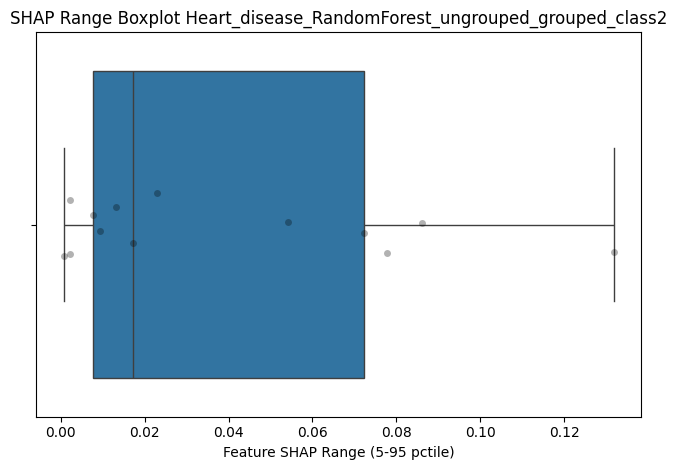 SHAP Range Boxplot Heart_disease_RandomForest_ungrouped_grouped_class2
0.00 0.02 0.04 0.06 0.08 0.10 0.12
Feature SHAP Range (5-95 pctile)